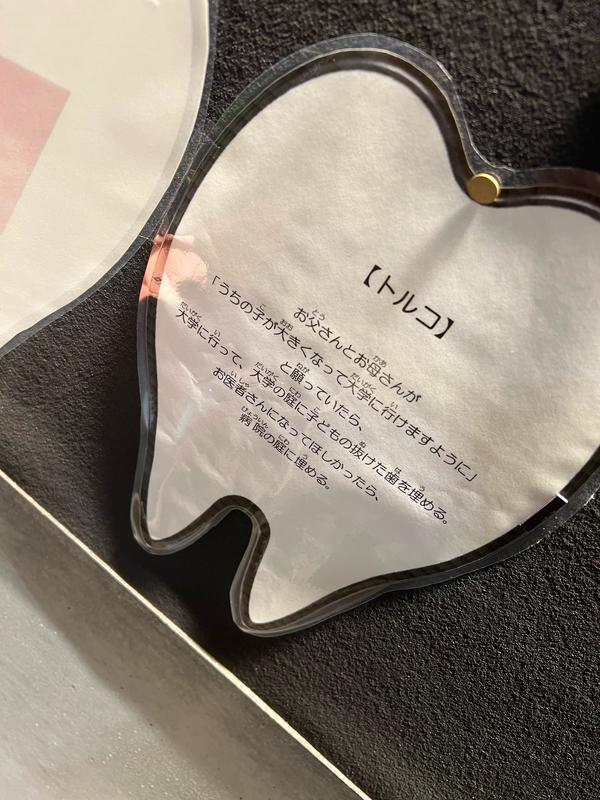 【トルコ】
お父さんとお母さんが
「うちの子が大きくなって大学に行けますように」
と願っていたら、
大学に行って、大学の庭に子どもの抜けた歯を埋める。
お医者さんになってほしかったら、
病院の庭に埋める。